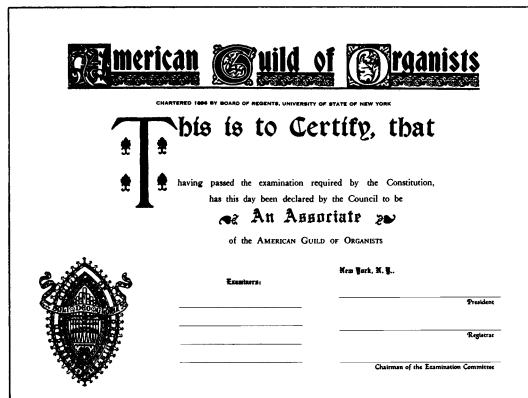 American Guild of Organists
CHARTERED 1896 BY BOARD OF REGENTS, UNIVERSITY OF STATE OF NEW YORK
This is to Certify, that
having passed the examination required by the Constitution,
has this day been declared by the Council to be
An Associate
of the AMERICAN GUILD OF ORGANISTS
New York, N. Y..
Examiners:
President
Registrar
Chairman of the Examination Committee